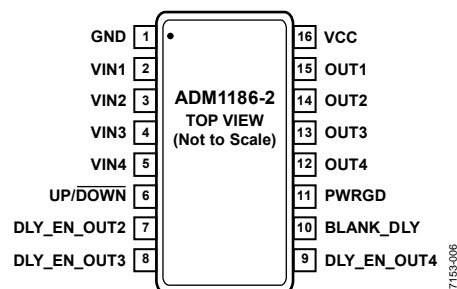 GND 1
VIN1 2
VIN2 3
VIN3 4
VIN4 5
UP/DOWN 6
DLY_EN_OUT2 7
DLY_EN_OUT3 8
ADM1186-2
TOP VIEW
(Not to Scale)
16 VCC
15 OUT1
14 OUT2
13 OUT3
12 OUT4
11 PWRGD
10 BLANK_DLY
9 DLY_EN_OUT4
7153-006